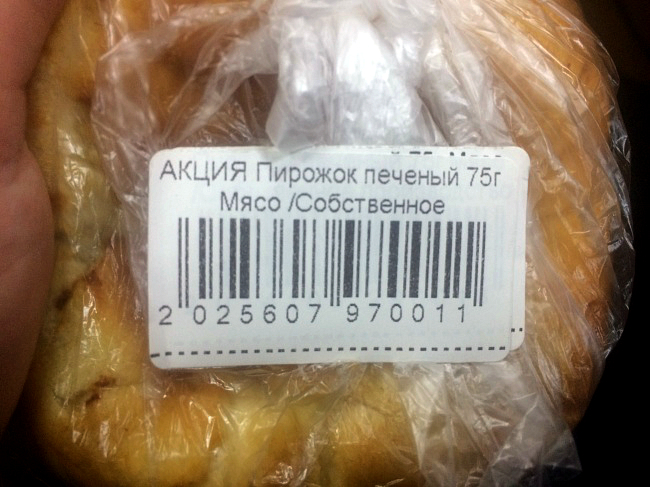 АКЦИЯ Пирожок печеный 75г
Мясо /Собственное
2 025607 970011